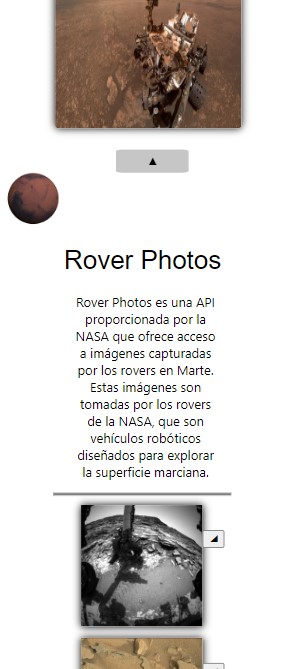 Rover Photos
Rover Photos es una API
proporcionada por la
NASA que ofrece acceso
a imágenes capturadas
por los rovers en Marte.
Estas imágenes son
tomadas por los rovers
de la NASA, que son
vehículos robóticos
diseñados para explorar
la superficie marciana.